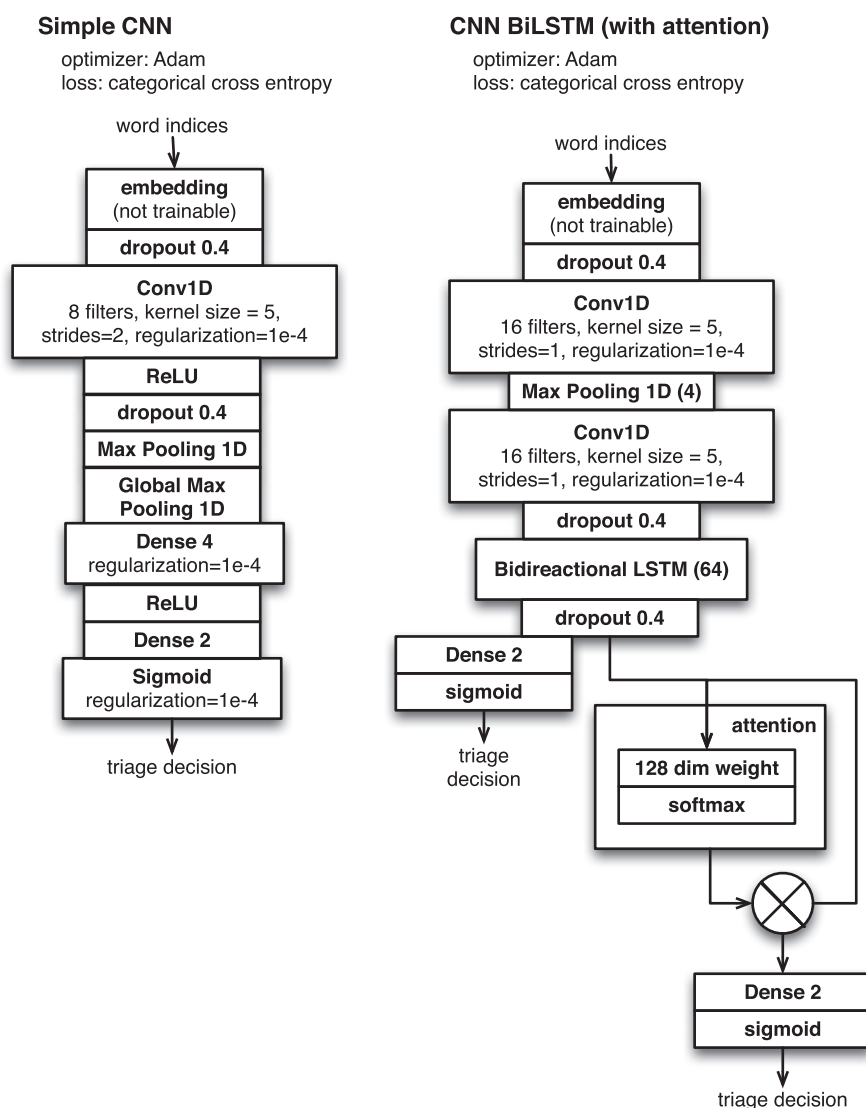 Simple CNN
optimizer: Adam
loss: categorical cross entropy
word indices
embedding
(not trainable)
dropout 0.4
Conv1D
8 filters, kernel size = 5,
strides=2, regularization=1e-4
ReLU
dropout 0.4
Max Pooling 1D
Global Max
Pooling 1D
Dense 4
regularization=1e-4
ReLU
Dense 2
Sigmoid
regularization=1e-4
triage decision
CNN BiLSTM (with attention)
optimizer: Adam
loss: categorical cross entropy
word indices
embedding
(not trainable)
dropout 0.4
Conv1D
16 filters, kernel size = 5,
strides=1, regularization=1e-4
Max Pooling 1D (4)
Conv1D
16 filters, kernel size = 5,
strides=1, regularization=1e-4
dropout 0.4
Bidireactional LSTM (64)
dropout 0.4
Dense 2
sigmoid
triage
decision
attention
128 dim weight
softmax
Dense 2
sigmoid
triage decision